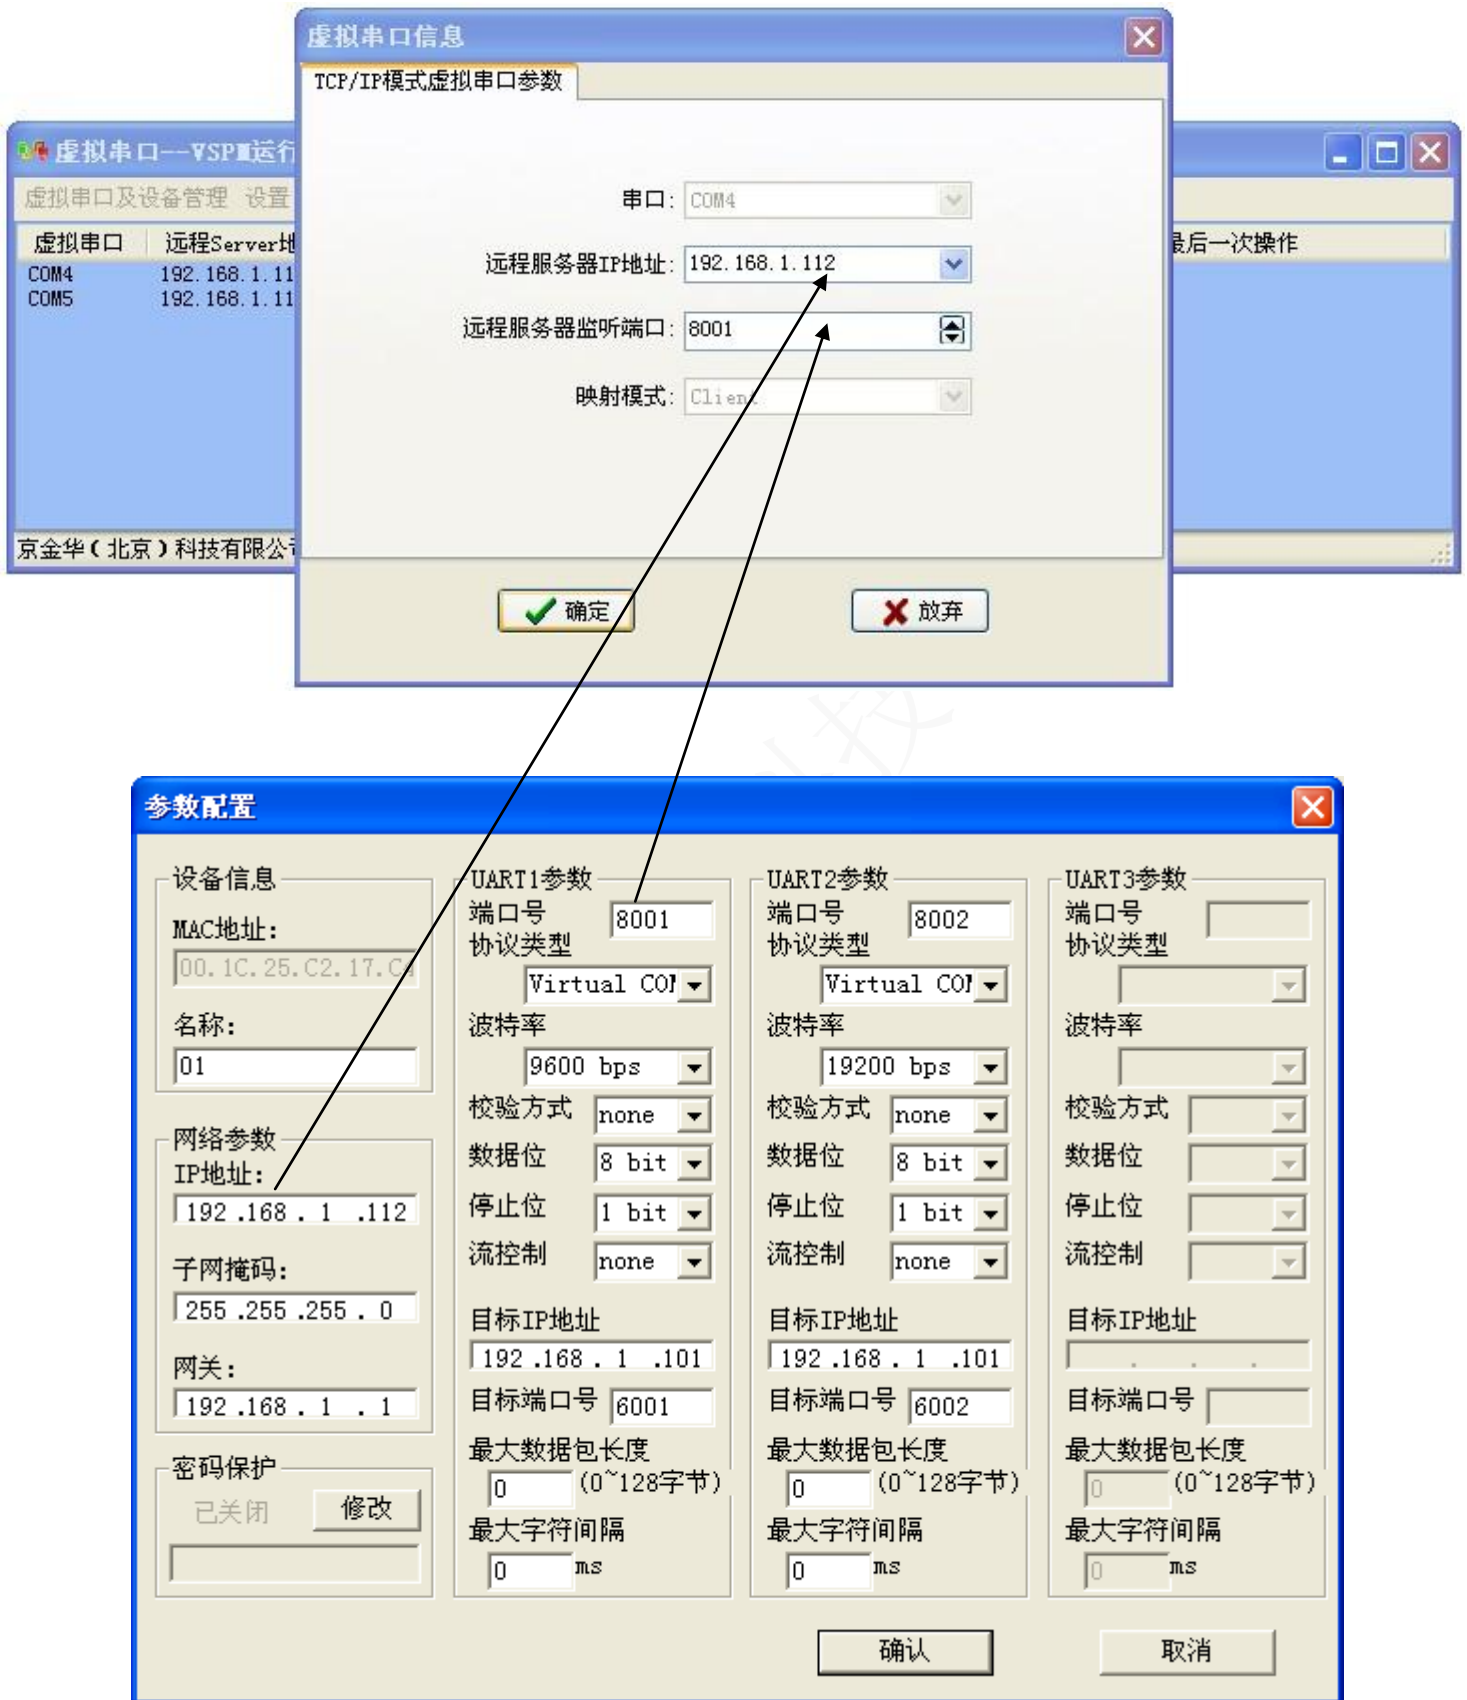 虚拟串口信息
TCP/IP模式虚拟串口参数
虚拟串口--VSPM运行
虚拟串口及设备管理 设置
虚拟串口 远程Server地
最后一次操作
COM4 192.168.1.11
COM5 192.168.1.11
串口: COM4
远程服务器IP地址: 192.168.1.112
远程服务器监听端口: 8001
映射模式: Client
京金华(北京)科技有限公司
确定 放弃
科技
参数配置
设备信息
MAC地址:
00.1C.25.C2.17.CA
名称:
01
网络参数
IP地址:
192.168.1.112
子网掩码:
255.255.255.0
网关:
192.168.1.1
密码保护
已关闭 修改
UART1参数
端口号 8001
协议类型
Virtual COM
波特率
9600 bps
校验方式 none
数据位 8 bit
停止位 1 bit
流控制 none
目标IP地址
192.168.1.101
目标端口号 6001
最大数据包长度
0 (0~128字节)
最大字符间隔
0 ms
UART2参数
端口号 8002
协议类型
Virtual COM
波特率
19200 bps
校验方式 none
数据位 8 bit
停止位 1 bit
流控制 none
目标IP地址
192.168.1.101
目标端口号 6002
最大数据包长度
0 (0~128字节)
最大字符间隔
0 ms
UART3参数
端口号
协议类型
波特率
校验方式
数据位
停止位
流控制
目标IP地址
. . .
目标端口号
最大数据包长度
0 (0~128字节)
最大字符间隔
0 ms
确认 取消